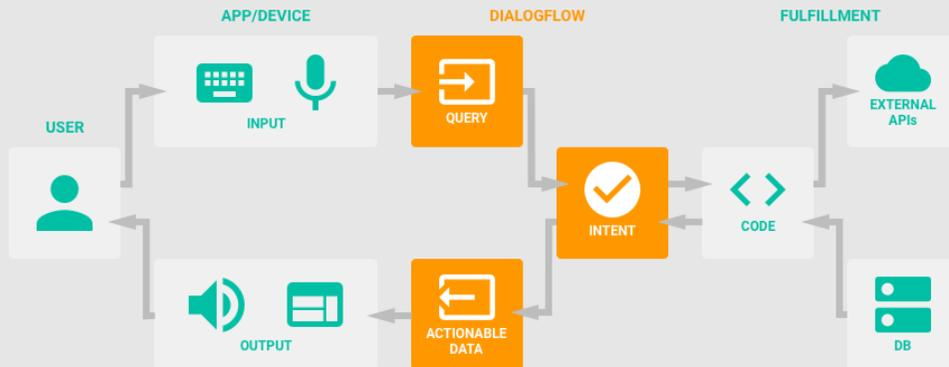 APP/DEVICE
DIALOGFLOW
FULFILLMENT
USER
INPUT
QUERY
EXTERNAL
APIs
INTENT
CODE
OUTPUT
ACTIONABLE
DATA
DB